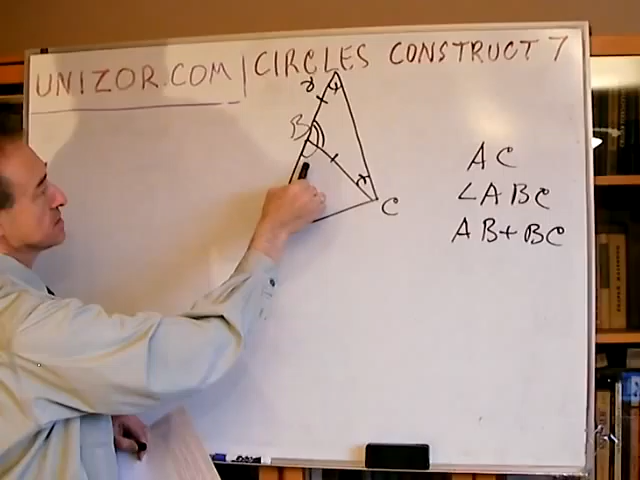 UNIZOR.COM | CIRCLES CONSTRUCT 7
B
C
AC
∠ABC
AB+BC